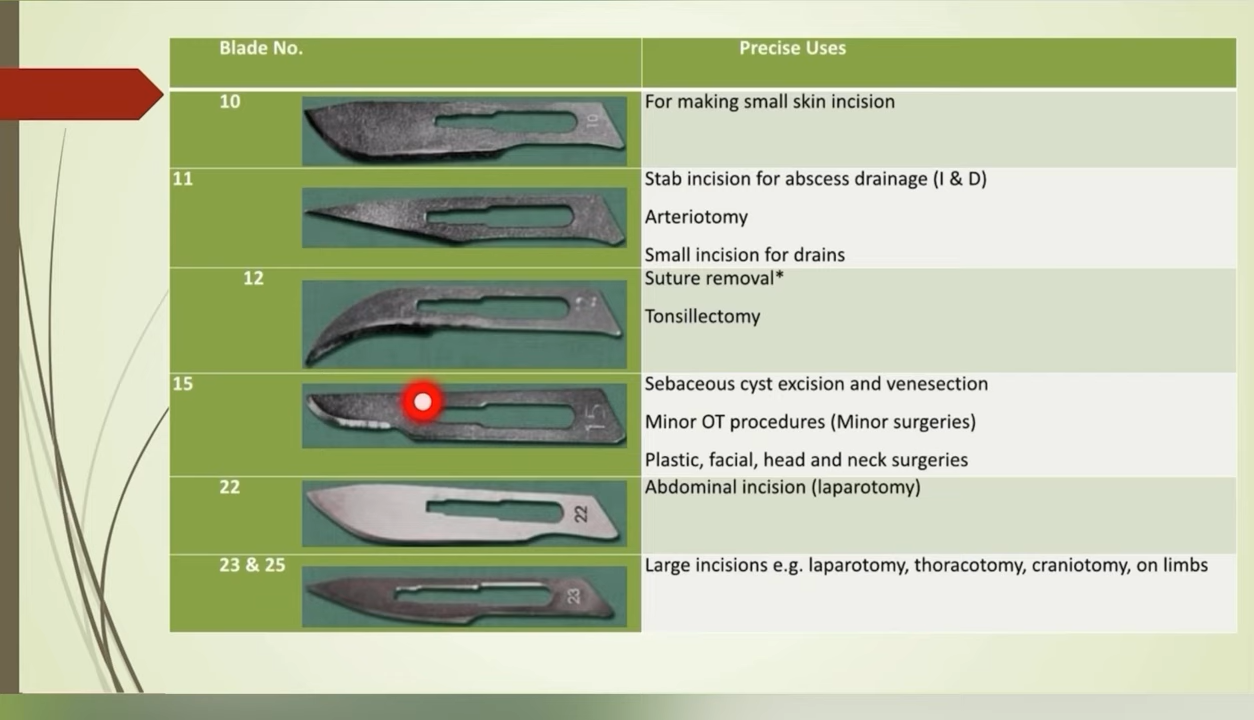 Blade No. Precise Uses
10 For making small skin incision
10
11 Stab incision for abscess drainage (I & D)
Arteriotomy
Small incision for drains
12 Suture removal*
12
Tonsillectomy
15 Sebaceous cyst excision and venesection
15
Minor OT procedures (Minor surgeries)
Plastic, facial, head and neck surgeries
22 Abdominal incision (laparotomy)
22
23 & 25 Large incisions e.g. laparotomy, thoracotomy, craniotomy, on limbs
23